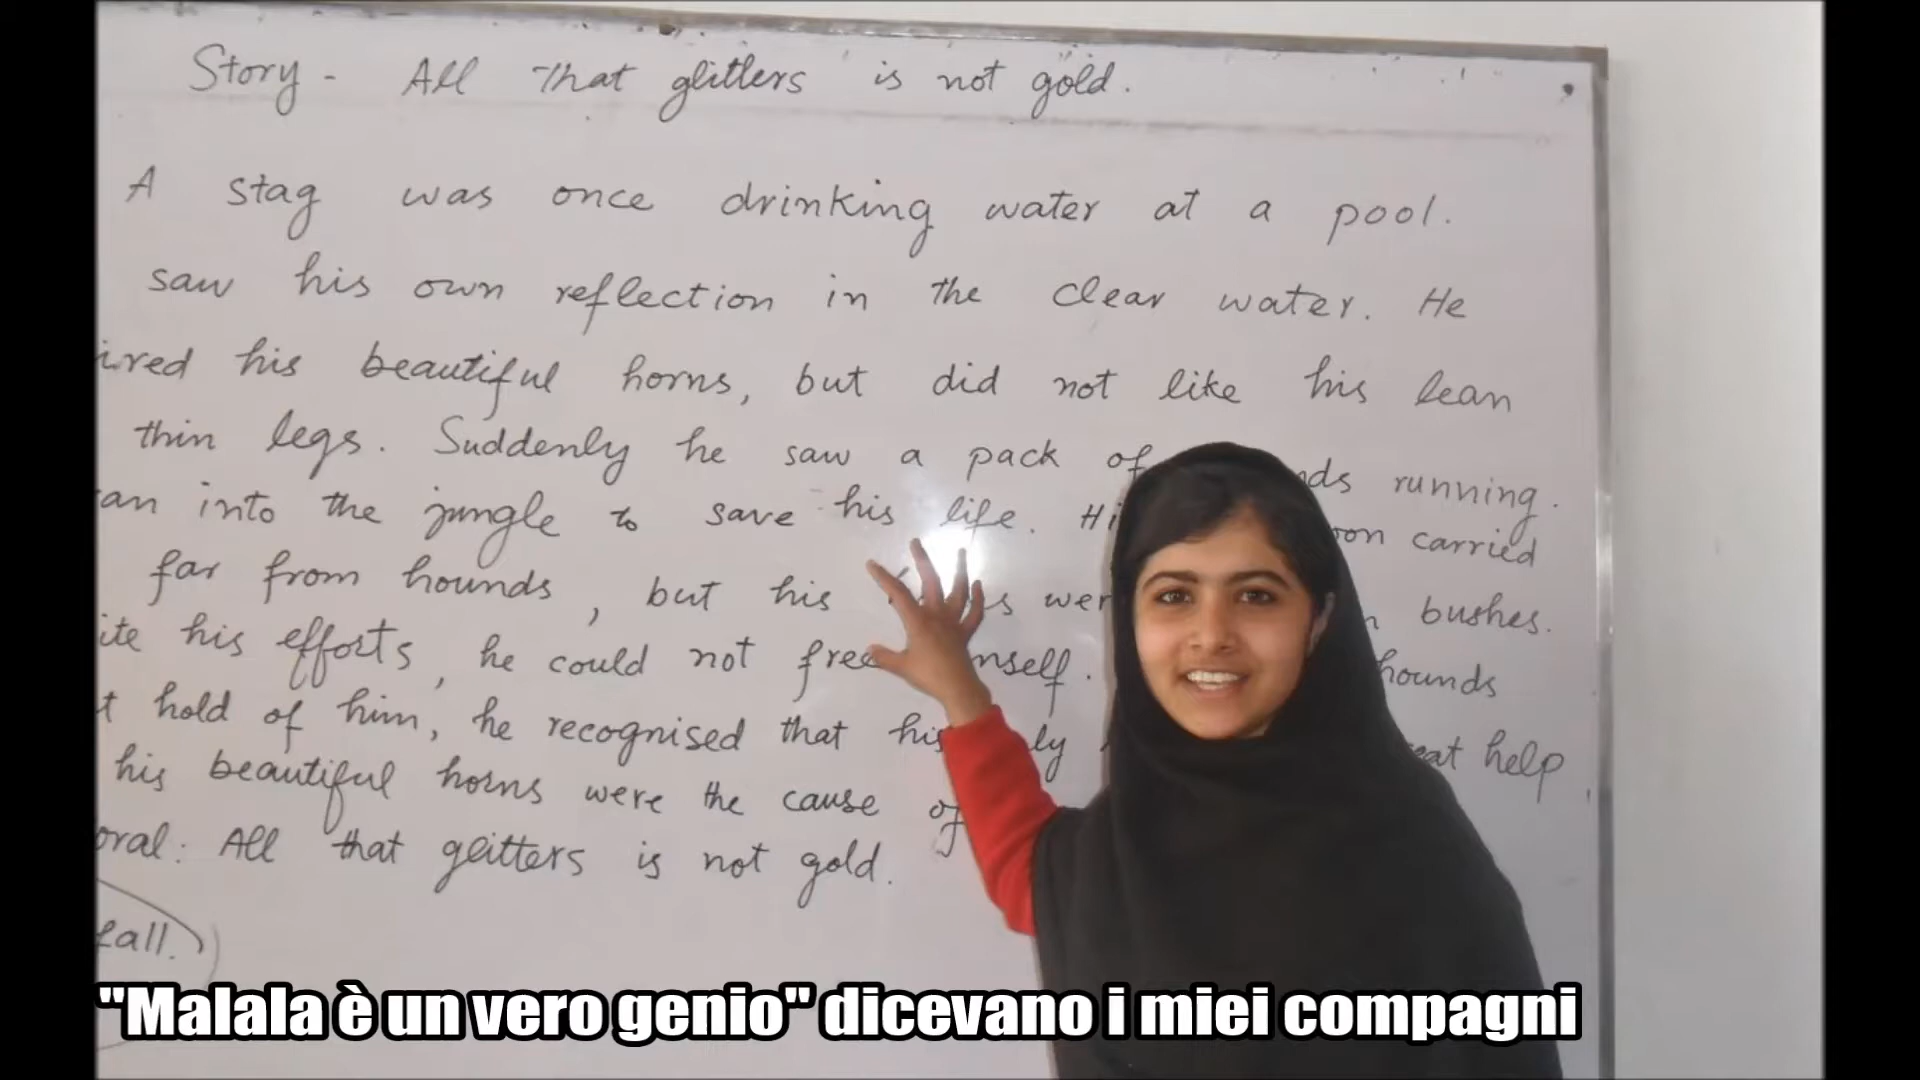 Story - All that glitters is not gold.
A stag was once drinking water at a pool.
saw his own reflection in the clear water. He
ired his beautiful horns, but did not like his lean
thin legs. Suddenly he saw a pack of nds running.
an into the jungle to save his life. Hi oon carried
far from hounds, but his wer bushes.
ite his efforts, he could not free mself. hounds
t hold of him, he recognised that his ly eat help,
his beautiful horns were the cause of
oral: All that glitters is not gold.
fall.
"Malala è un vero genio" dicevano i miei compagni